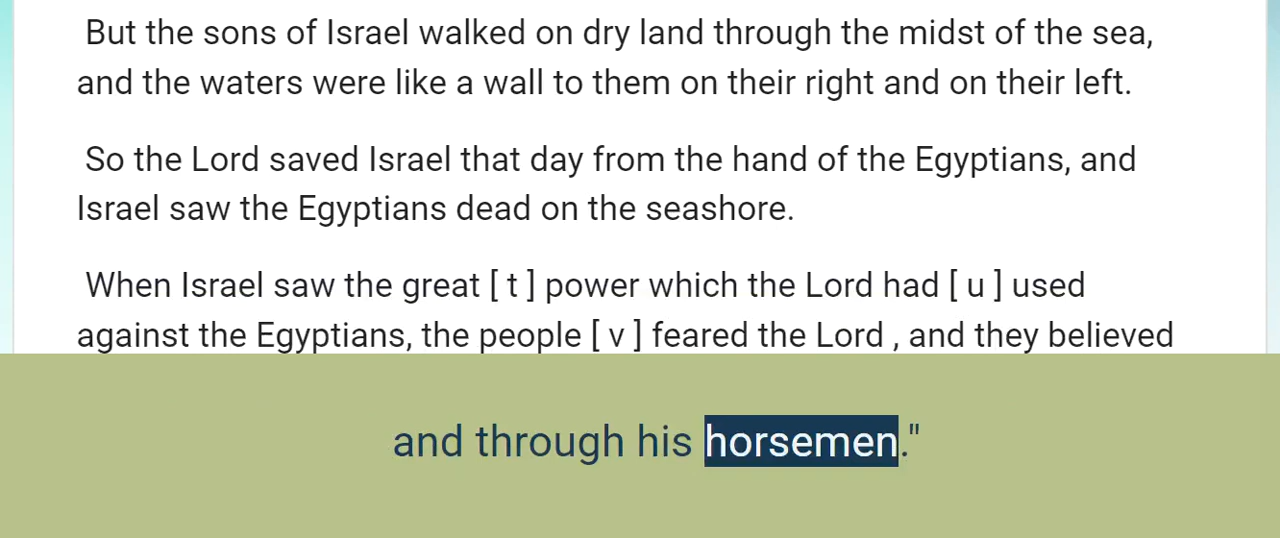 But the sons of Israel walked on dry land through the midst of the sea,
and the waters were like a wall to them on their right and on their left.
So the Lord saved Israel that day from the hand of the Egyptians, and
Israel saw the Egyptians dead on the seashore.
When Israel saw the great [ t ] power which the Lord had [ u ] used
against the Egyptians, the people [ v ] feared the Lord , and they believed
and through his horsemen."